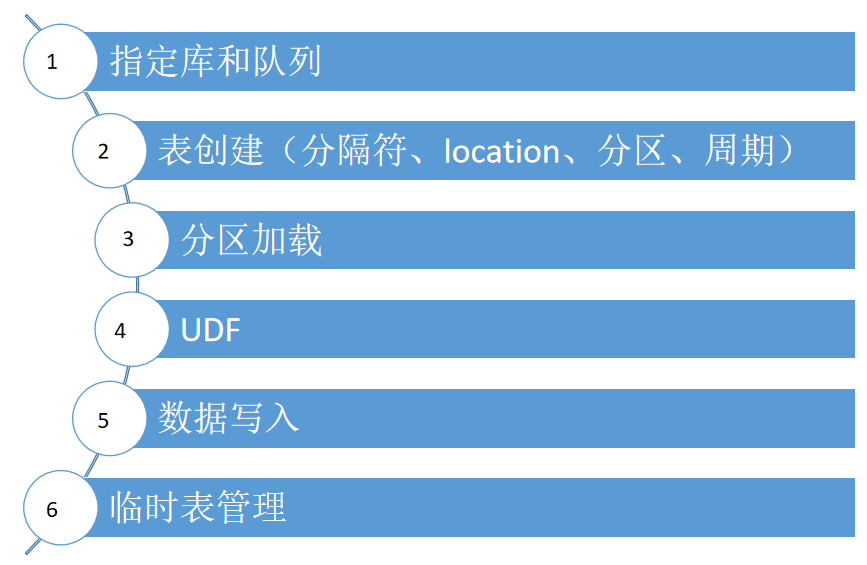 1 指定库和队列
2 表创建（分隔符、location、分区、周期）
3 分区加载
4 UDF
5 数据写入
6 临时表管理